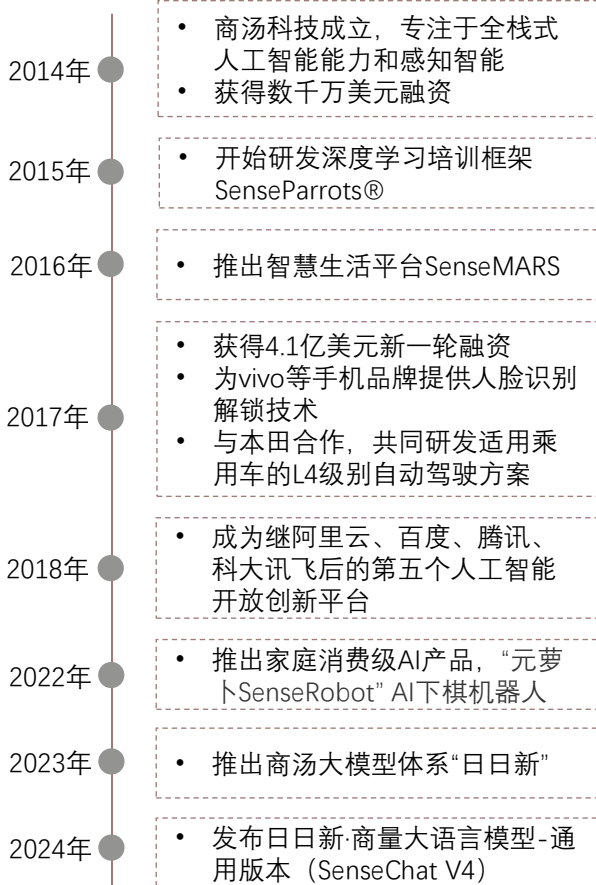 2014年
• 商汤科技成立，专注于全栈式
人工智能能力和感知智能
• 获得数千万美元融资
2015年
• 开始研发深度学习培训框架
SenseParrots®
2016年
• 推出智慧生活平台SenseMARS
2017年
• 获得4.1亿美元新一轮融资
• 为vivo等手机品牌提供人脸识别
解锁技术
• 与本田合作，共同研发适用乘
用车的L4级别自动驾驶方案
2018年
• 成为继阿里云、百度、腾讯、
科大讯飞后的第五个人工智能
开放创新平台
2022年
• 推出家庭消费级AI产品，“元萝
卜SenseRobot” AI下棋机器人
2023年
• 推出商汤大模型体系“日日新”
2024年
• 发布日日新·商量大语言模型-通
用版本（SenseChat V4）